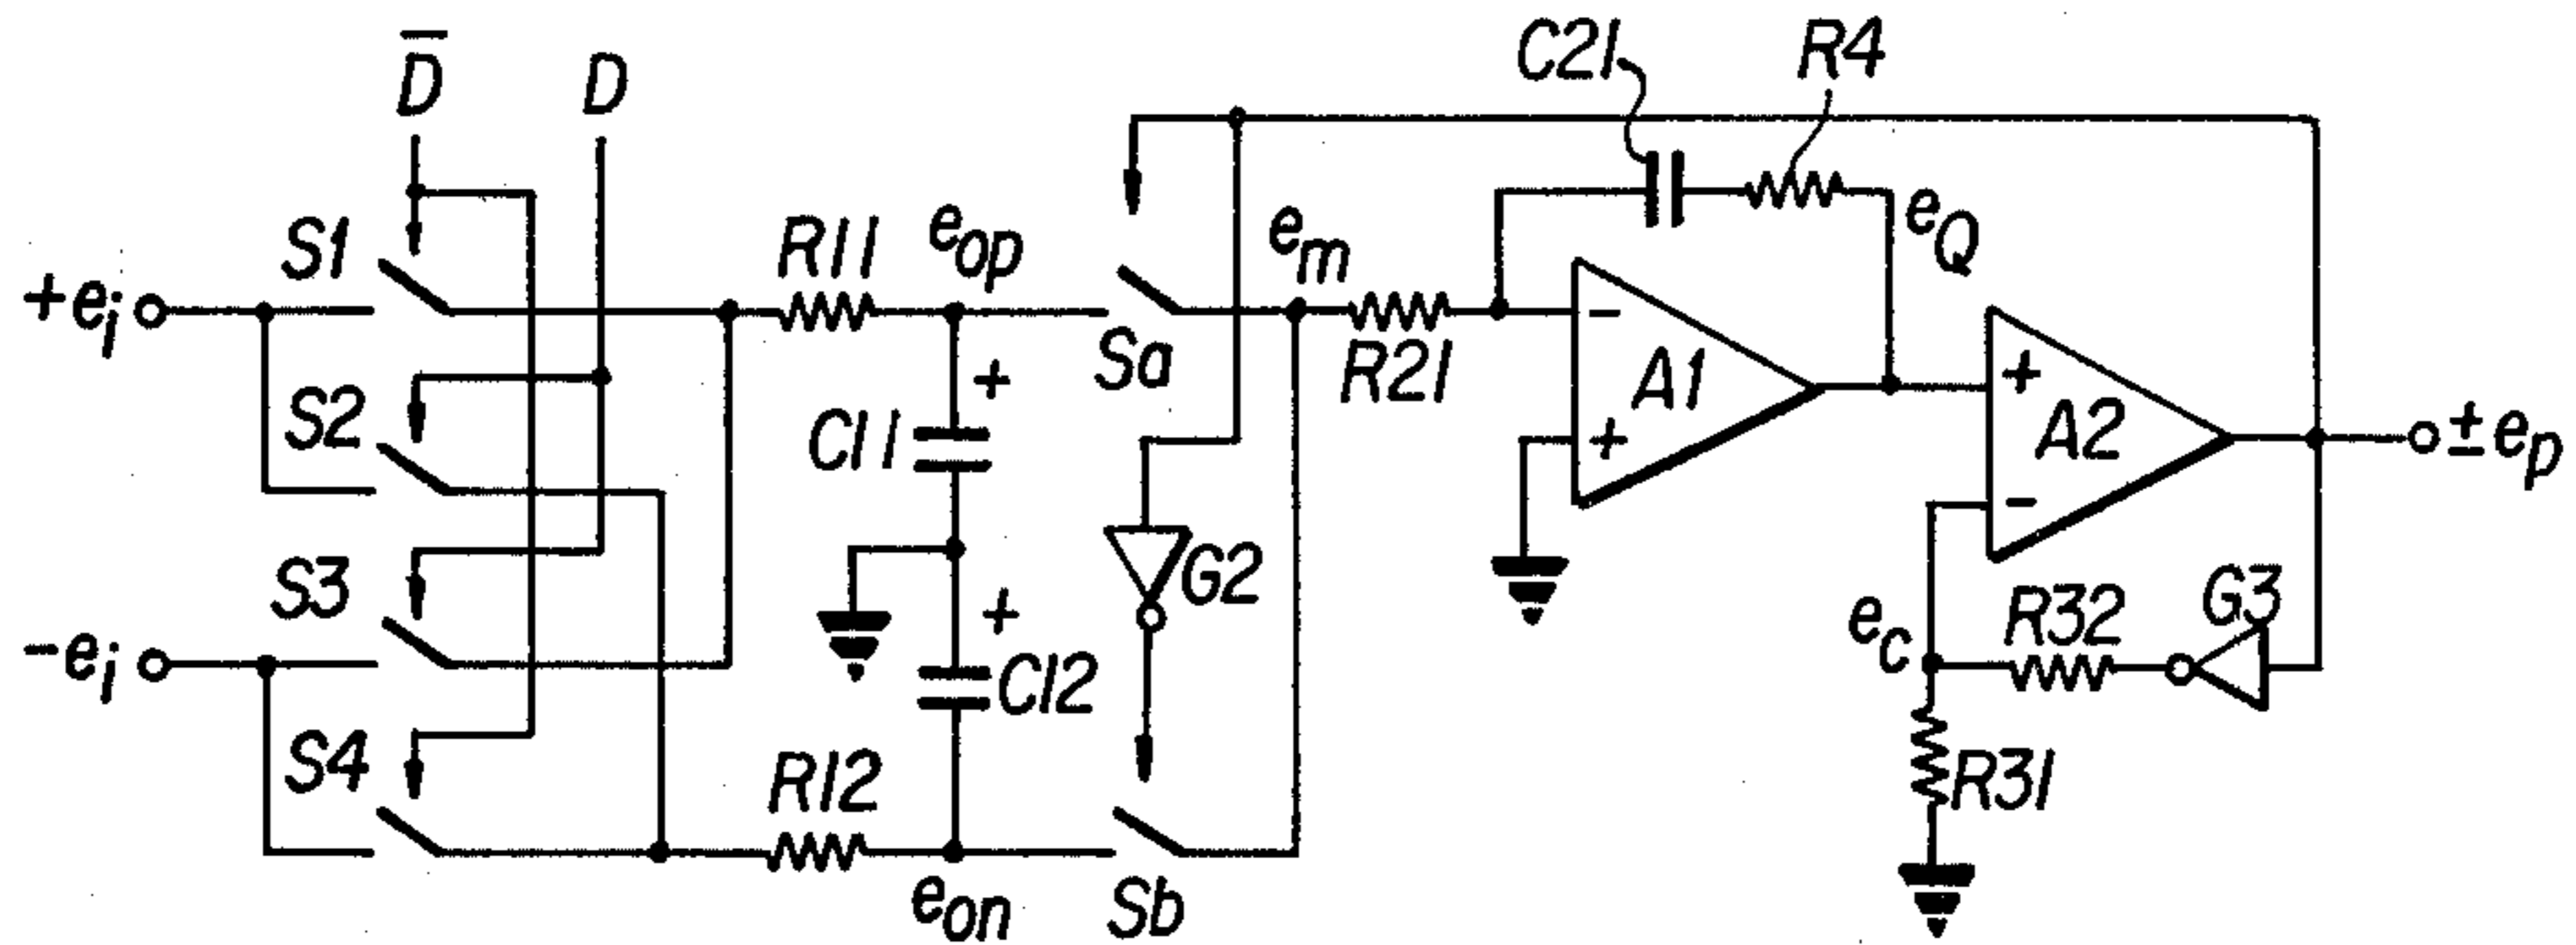 D̅
D
C21
R4
S1
R11
e_op
e_m
e_Q
+e_i
Sa
R21
−
A1
+
+
A2
−
± e_p
S2
C11
+
S3
G2
G3
+
C12
e_c
R32
−e_i
S4
R12
R31
e_on
Sb